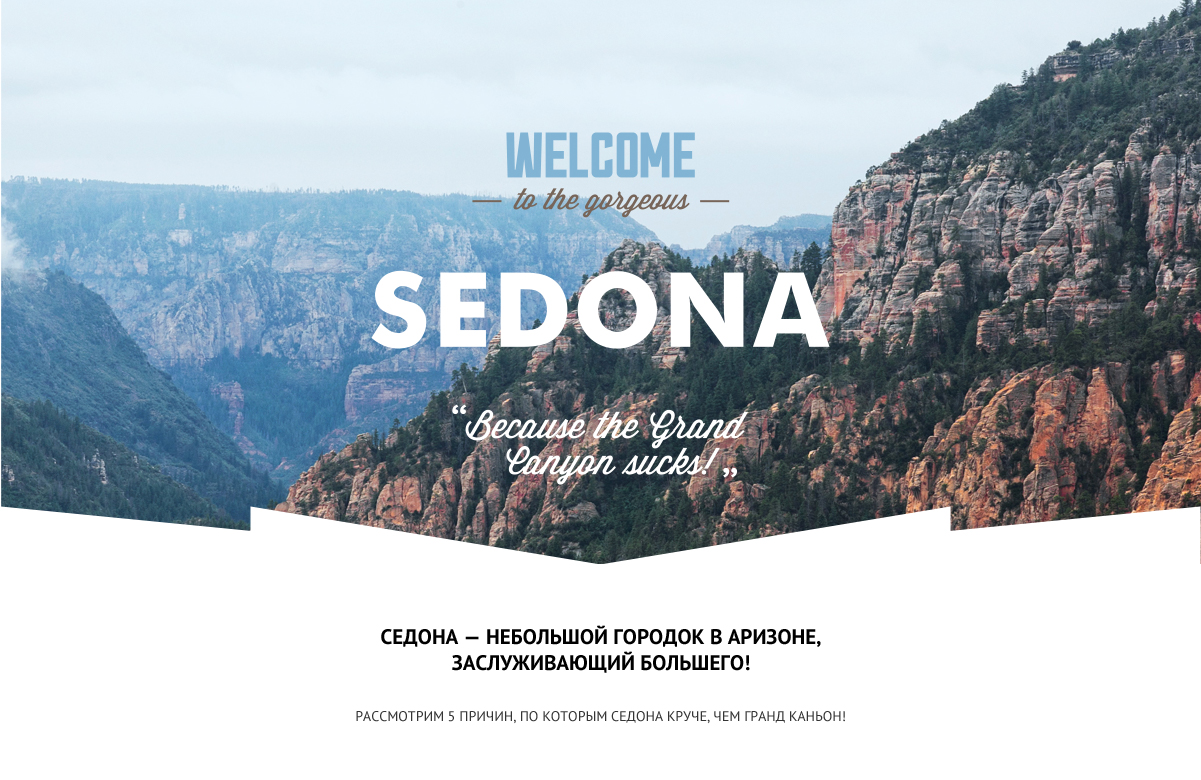 WELCOME
to the gorgeous
SEDONA
“Because the Grand
Canyon sucks!„
СЕДОНА — НЕБОЛЬШОЙ ГОРОДОК В АРИЗОНЕ,
ЗАСЛУЖИВАЮЩИЙ БОЛЬШЕГО!
РАССМОТРИМ 5 ПРИЧИН, ПО КОТОРЫМ СЕДОНА КРУЧЕ, ЧЕМ ГРАНД КАНЬОН!